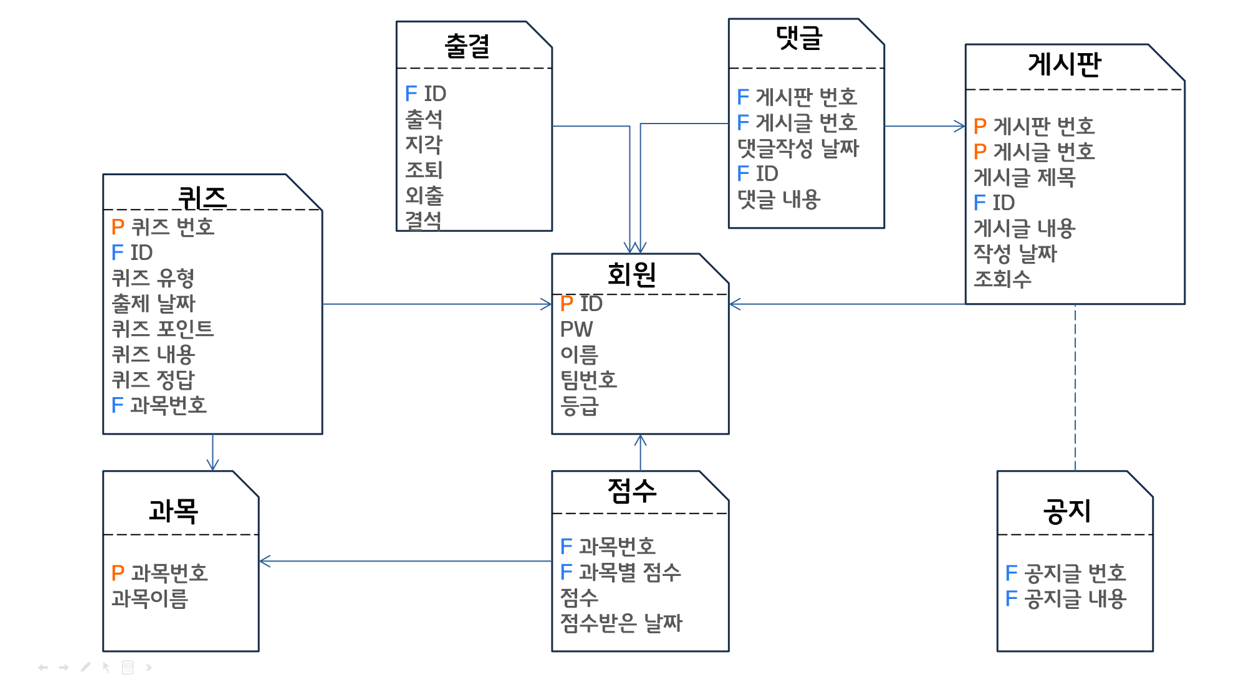 출결
F ID
출석
지각
조퇴
외출
결석
댓글
F 게시판 번호
F 게시글 번호
댓글작성 날짜
F ID
댓글 내용
게시판
P 게시판 번호
P 게시글 번호
게시글 제목
F ID
게시글 내용
작성 날짜
조회수
퀴즈
P 퀴즈 번호
F ID
퀴즈 유형
출제 날짜
퀴즈 포인트
퀴즈 내용
퀴즈 정답
F 과목번호
회원
P ID
PW
이름
팀번호
등급
과목
P 과목번호
과목이름
점수
F 과목번호
F 과목별 점수
점수
점수받은 날짜
공지
F 공지글 번호
F 공지글 내용